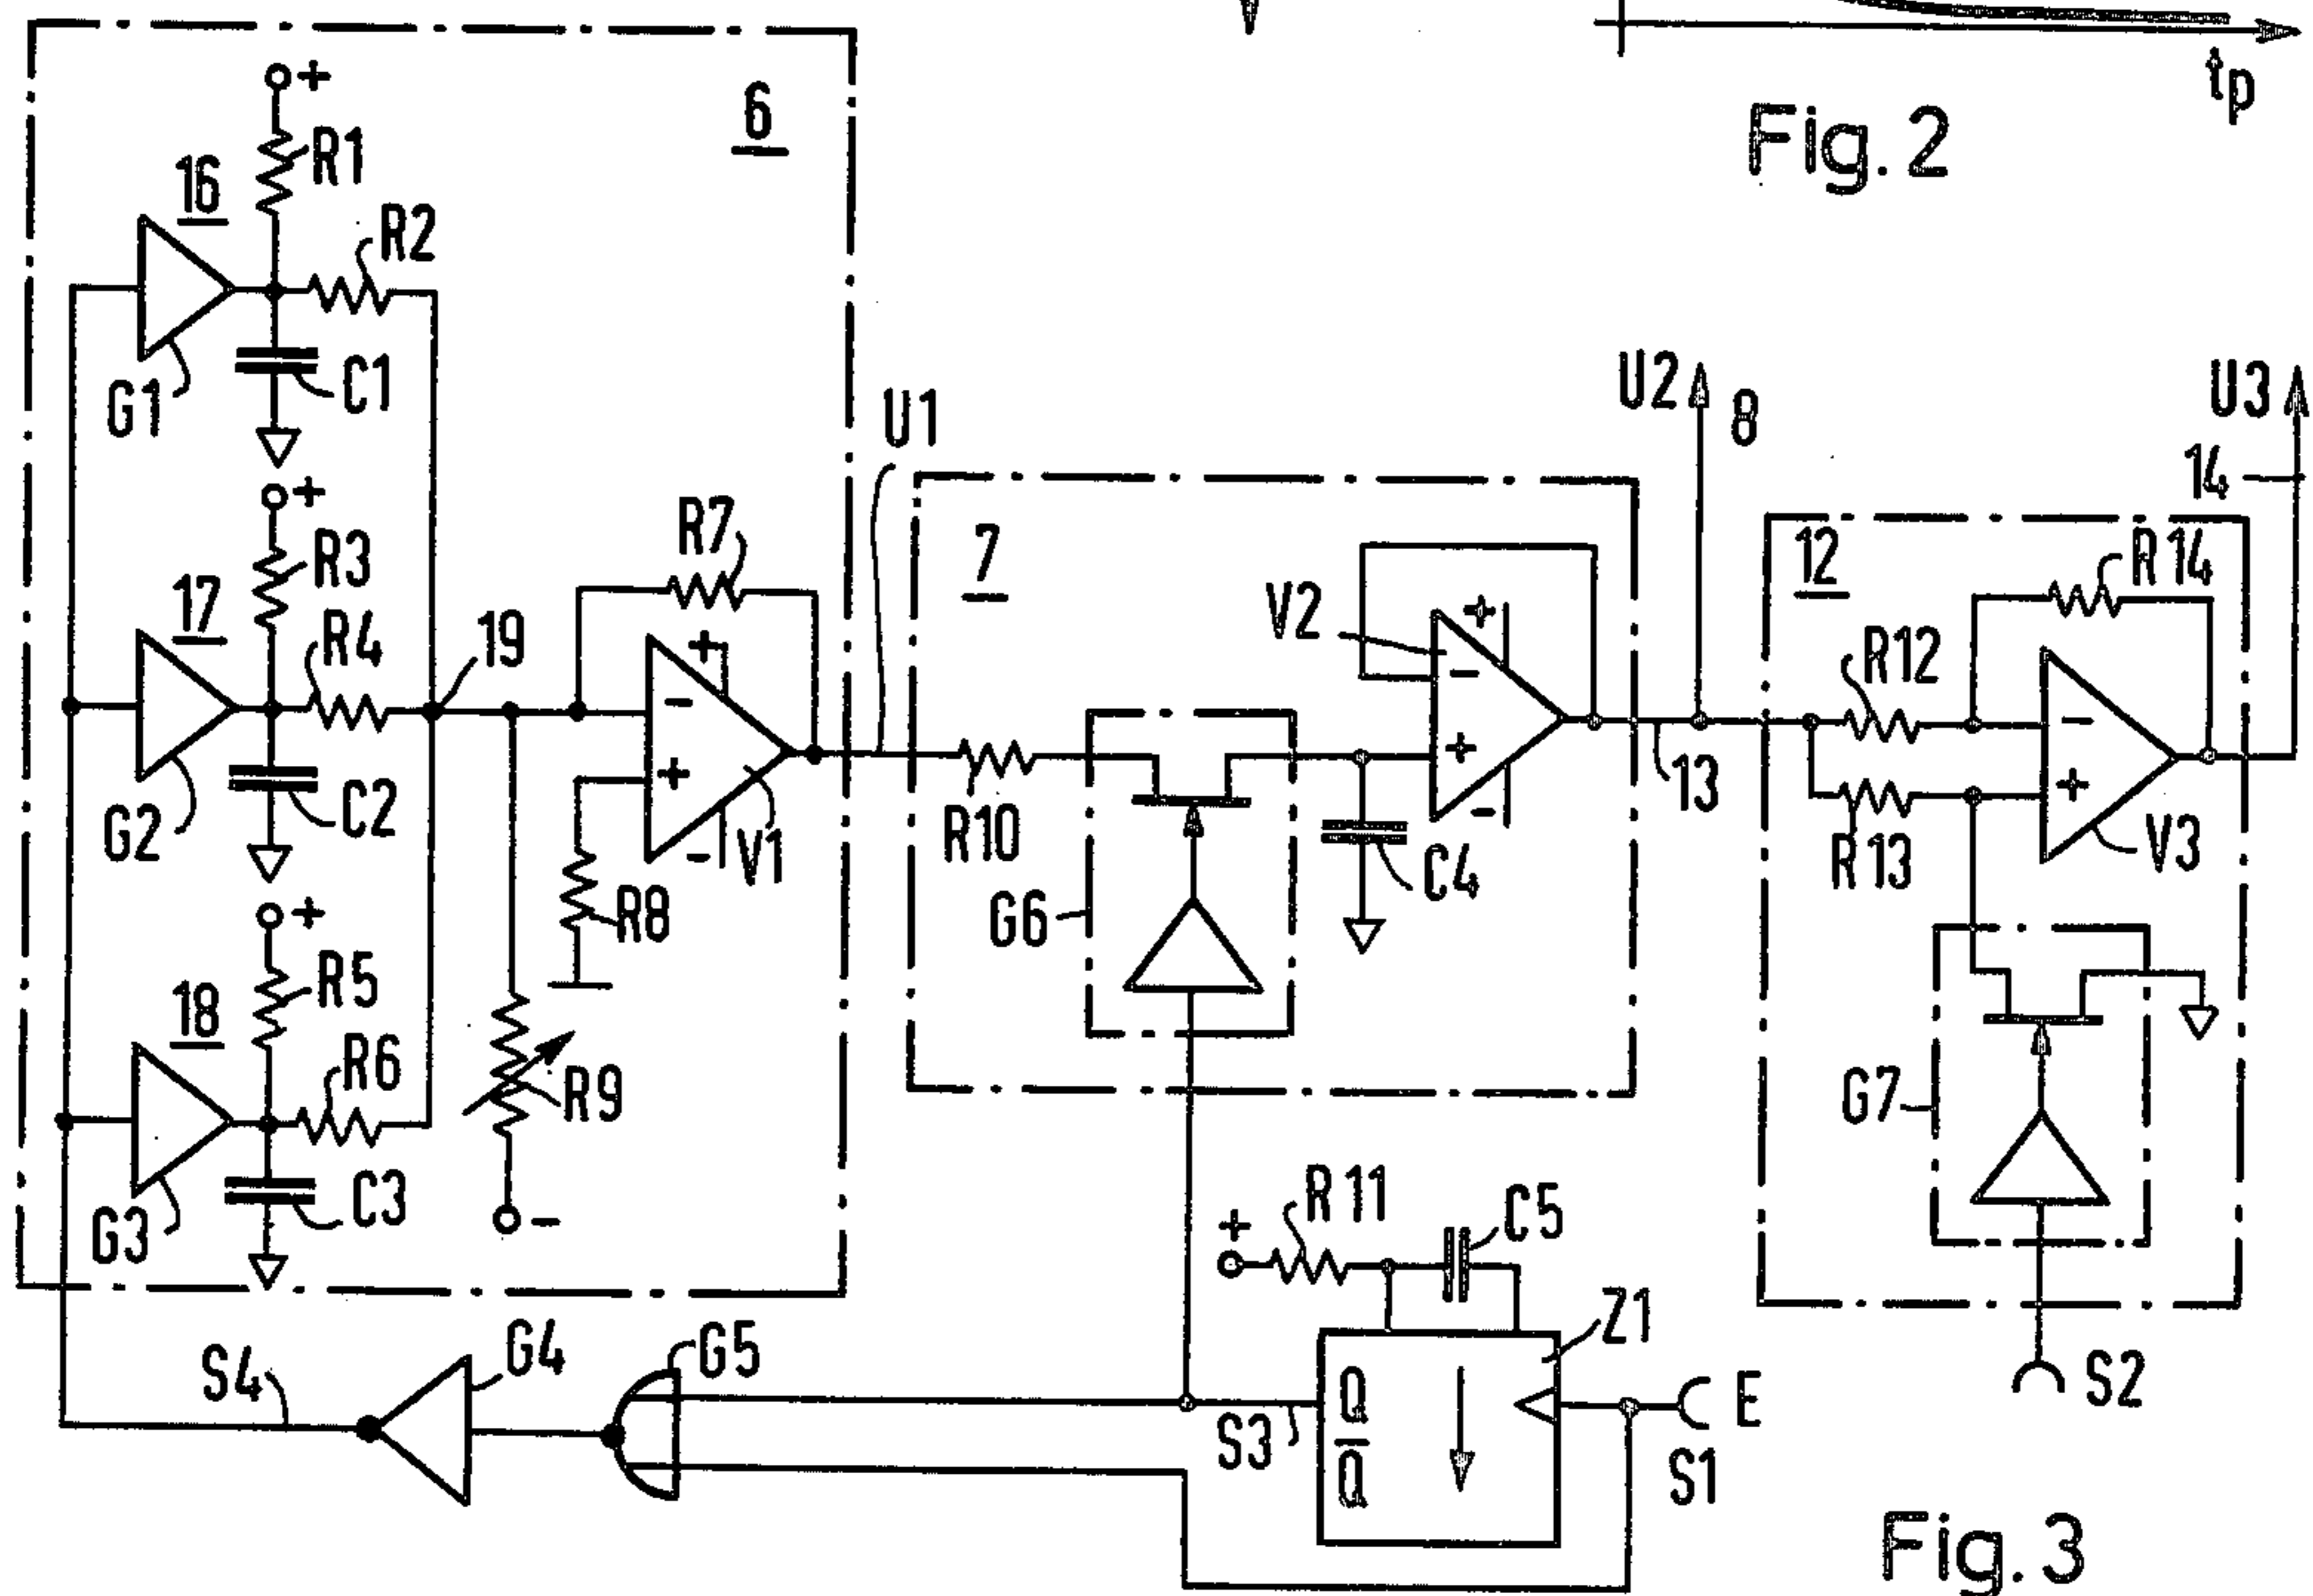 tp
Fig. 2
6
+
R1
16
R2
G1
C1
+
R3
17
R4
19
G2
C2
+
R5
18
R6
G3
C3
R7
+
-
+
-
V1
R8
R9
-
U1
7
R10
G6
V2
+
-
+
-
C4
U2
8
13
12
R14
R12
R13
-
+
V3
G7
U3
14
S2
+
R11
C5
Z1
Q
Q̅
S3
E
S1
G5
G4
S4
Fig. 3